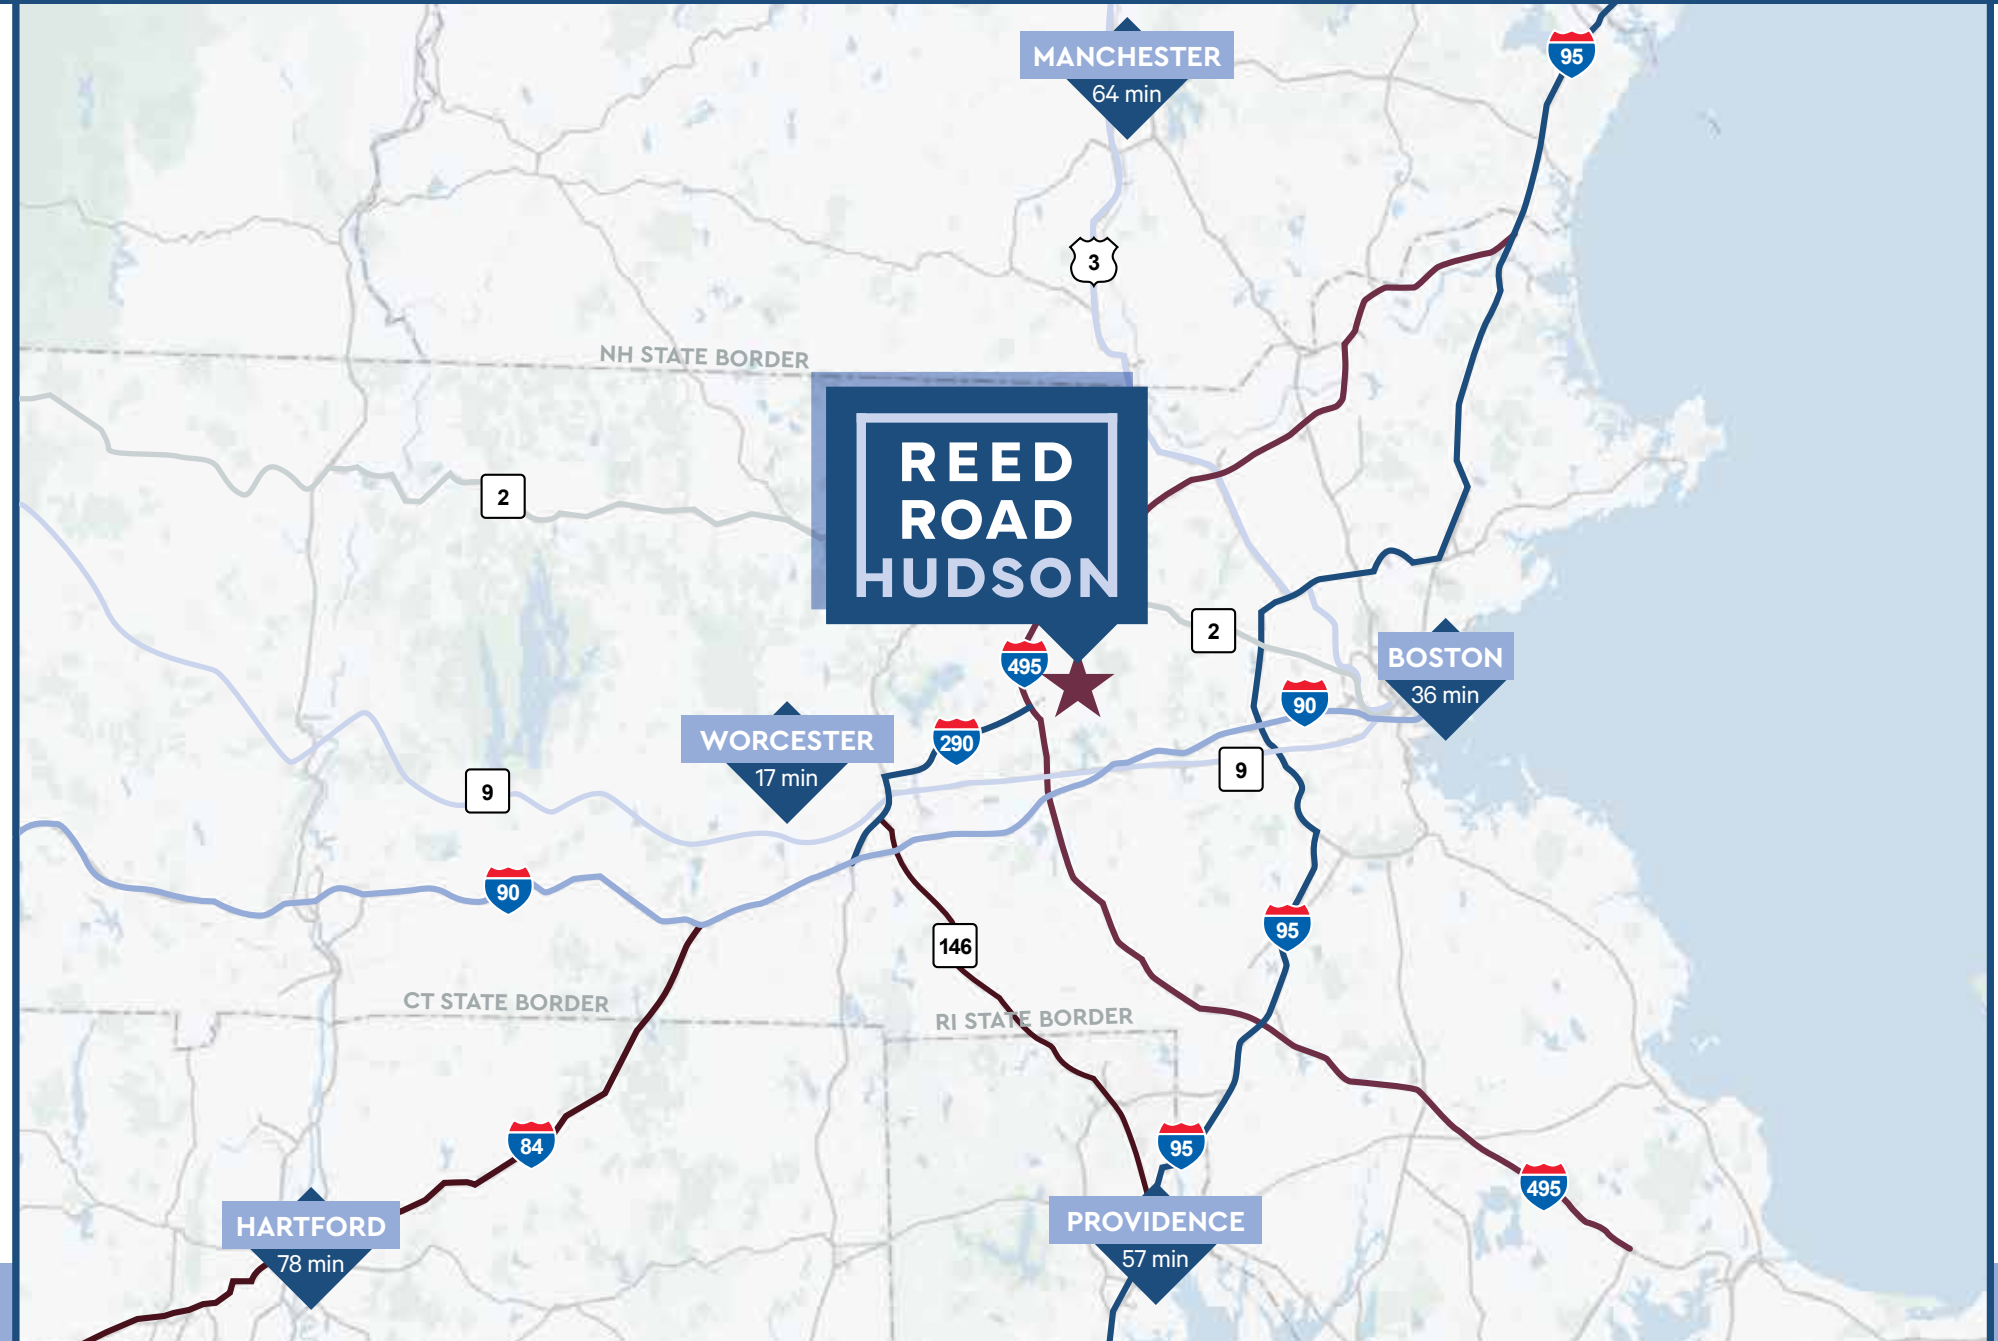 MANCHESTER
64 min
95
3
NH STATE BORDER
REED
ROAD
HUDSON
2
2
495
BOSTON
36 min
90
WORCESTER
17 min
290
9
9
90
95
146
CT STATE BORDER
RI STATE BORDER
84
95
495
HARTFORD
78 min
PROVIDENCE
57 min